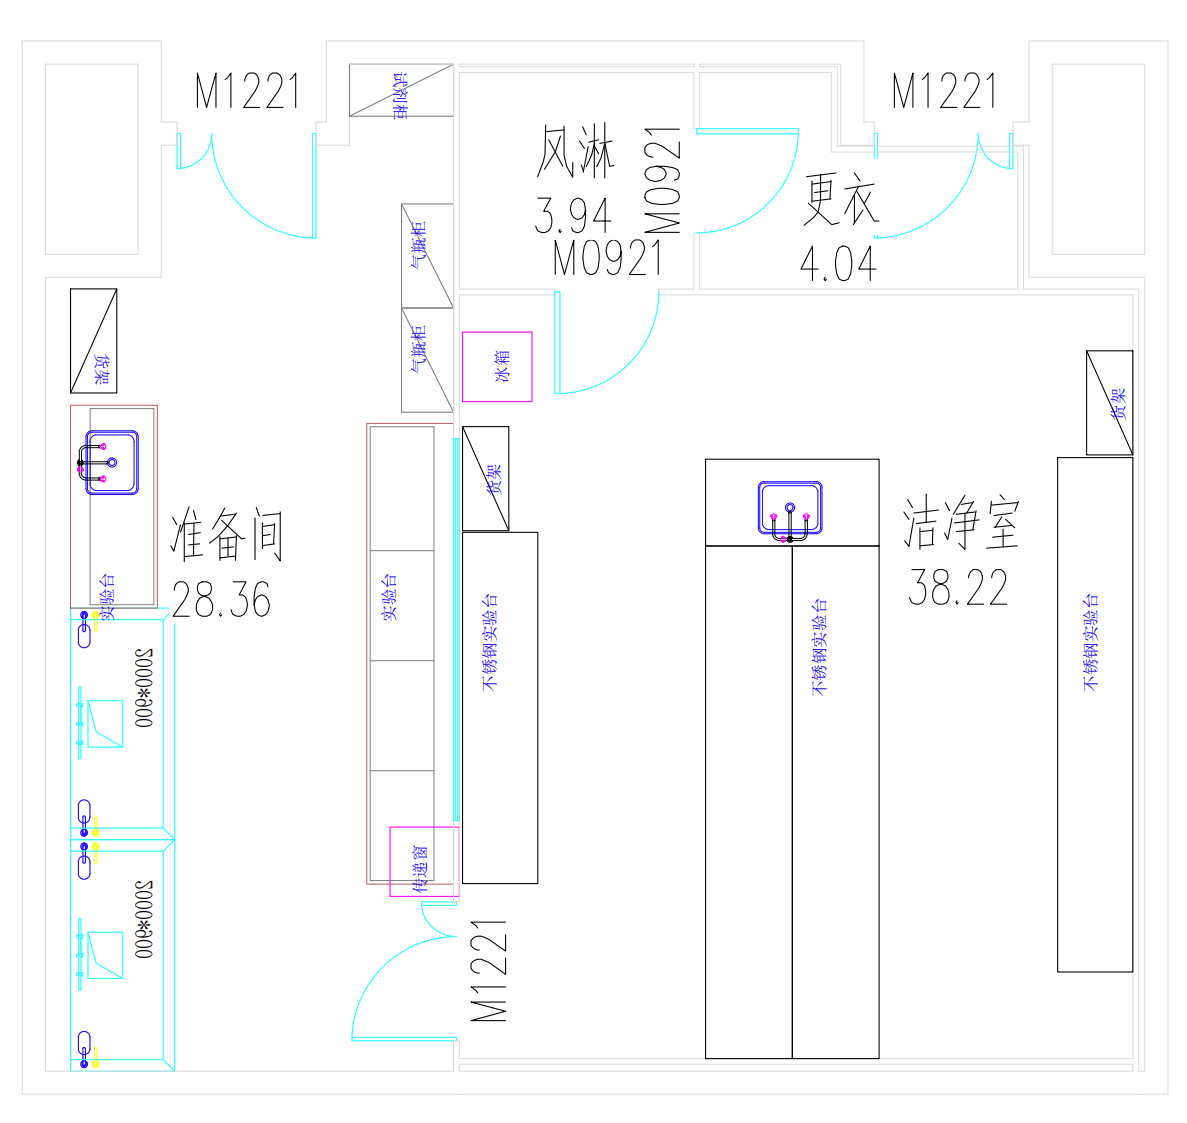 M1221
试剂柜
风淋
3.94
M0921
M0921
M1221
更衣
4.04
气瓶柜
气瓶柜
冰箱
货架
货架
货架
准备间
28.36
实验台
实验台
不锈钢实验台
不锈钢实验台
洁净室
38.22
不锈钢实验台
2000*900
2000*900
传递窗
M1221